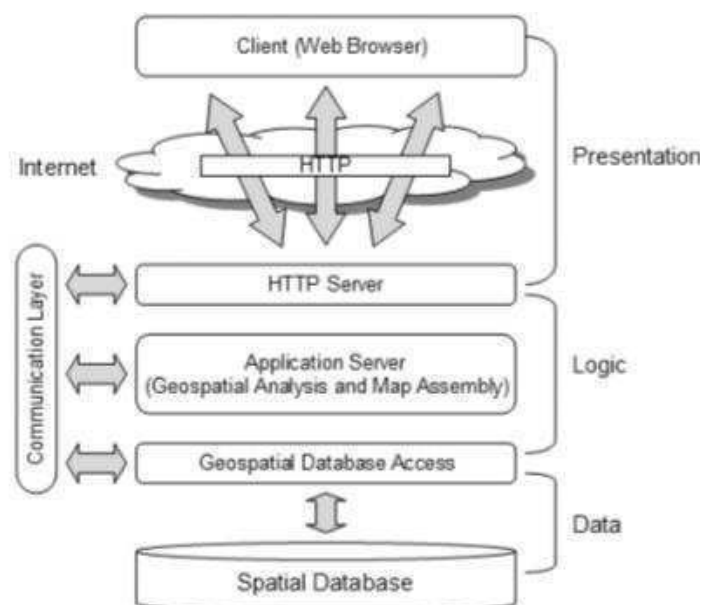 Client (Web Browser)
Internet
HTTP
Presentation
HTTP Server
Communication Layer
Application Server
(Geospatial Analysis and Map Assembly)
Logic
Geospatial Database Access
Data
Spatial Database